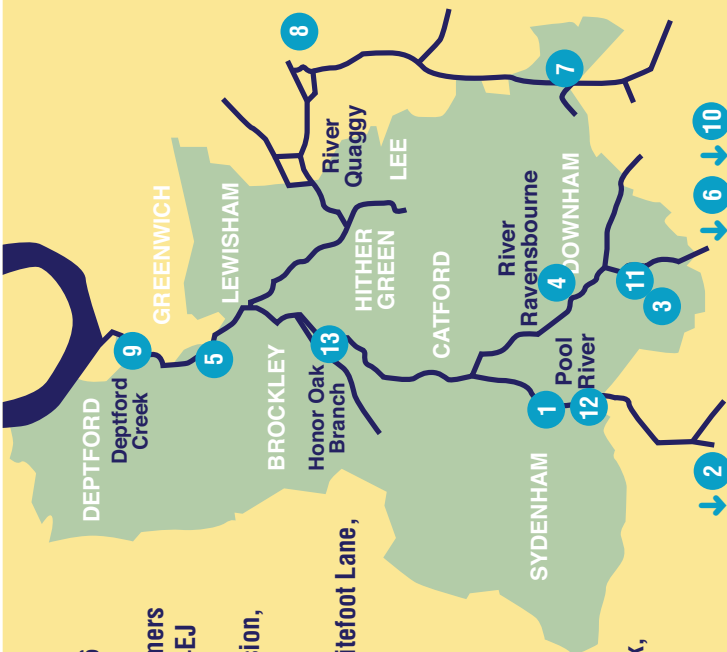 ners
EJ
ion,
itefoot Lane,
k,
DEPTFORD
Deptford
Creek
9
GREENWICH
5
LEWISHAM
8
BROCKLEY
Honor Oak
Branch
13
HITHER
GREEN
River
Quaggy
LEE
CATFORD
River
Ravensbourne
4
DOWNHAM
7
SYDENHAM
1
Pool
River
12
11
3
2
6
10